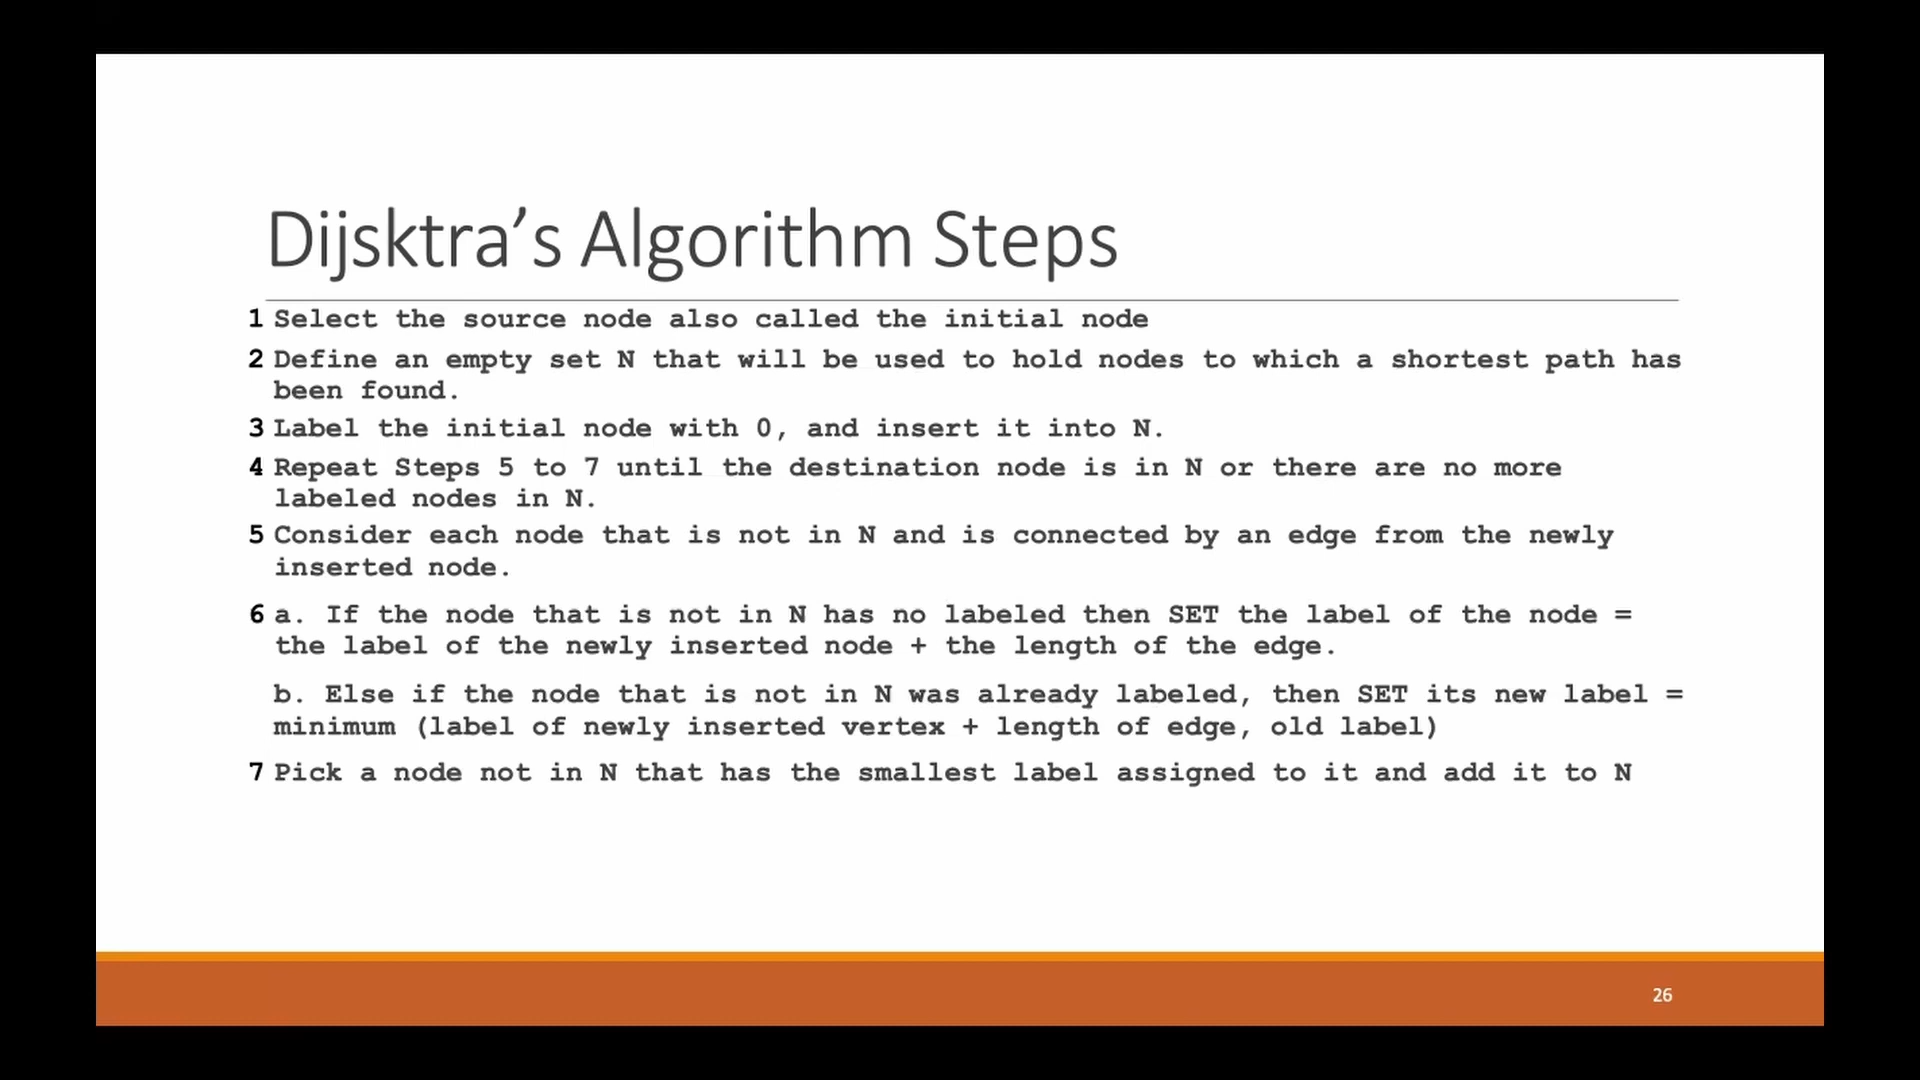 Dijsktra’s Algorithm Steps
1 Select the source node also called the initial node
2 Define an empty set N that will be used to hold nodes to which a shortest path has
been found.
3 Label the initial node with 0, and insert it into N.
4 Repeat Steps 5 to 7 until the destination node is in N or there are no more
labeled nodes in N.
5 Consider each node that is not in N and is connected by an edge from the newly
inserted node.
6 a. If the node that is not in N has no labeled then SET the label of the node =
the label of the newly inserted node + the length of the edge.
b. Else if the node that is not in N was already labeled, then SET its new label =
minimum (label of newly inserted vertex + length of edge, old label)
7 Pick a node not in N that has the smallest label assigned to it and add it to N
26